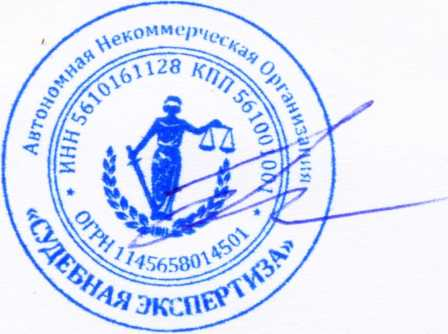 Автономная Некоммерческая Организация
«СУДЕБНАЯ ЭКСПЕРТИЗА»
* ИНН 5610161128 КПП 561001001 *
ОГРН 1145658014501